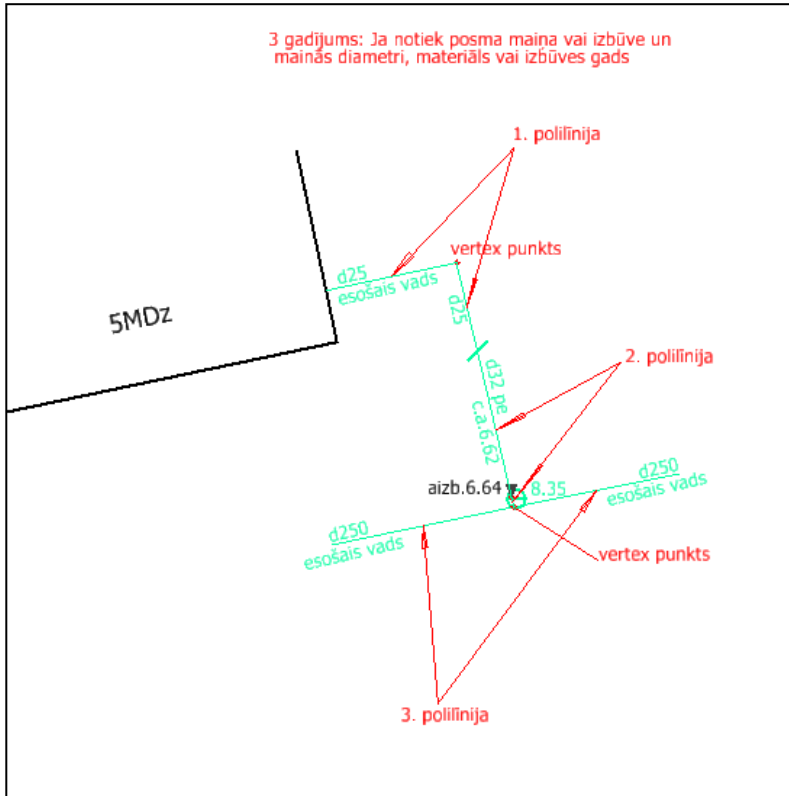 3 gadījums: Ja notiek posma maiņa vai izbūve un
mainās diametri, materiāls vai izbūves gads
1. polilīnija
vertex punkts
d25
esošais vads
5MDz
d25
d32 pe
c.a.6.62
2. polilīnija
aizb.6.64
8.35
d250
esošais vads
d250
esošais vads
vertex punkts
3. polilīnija